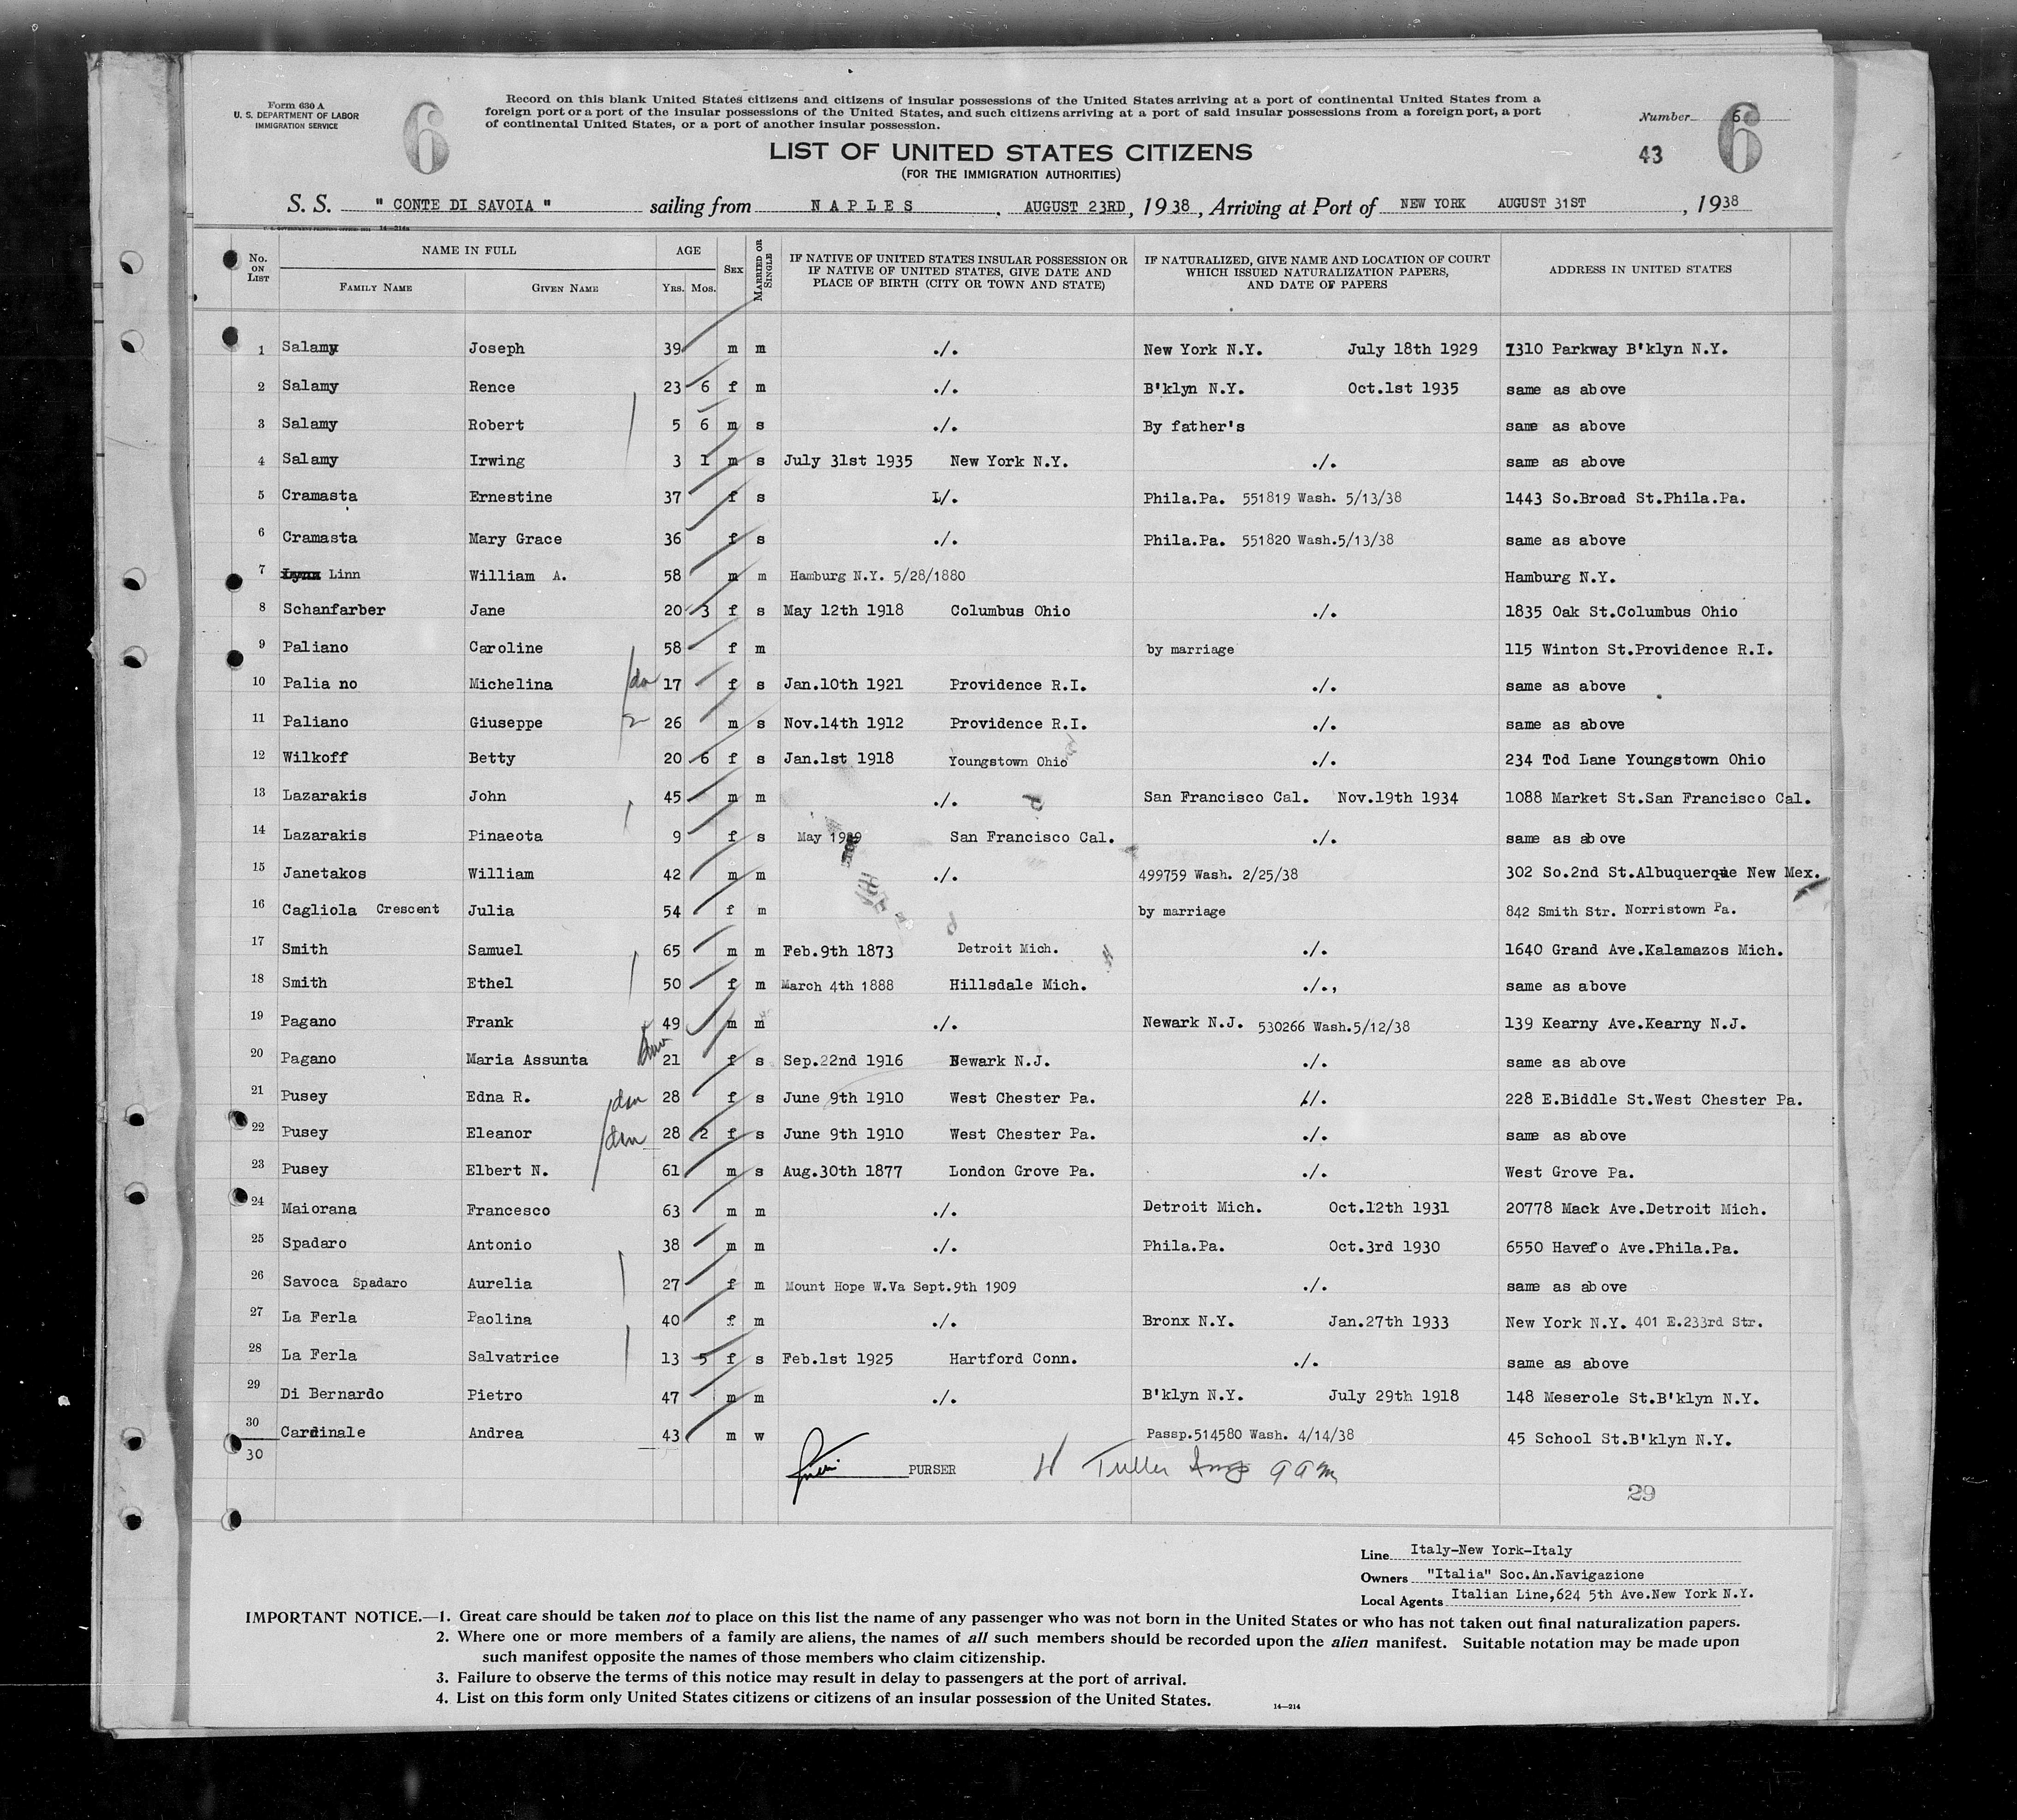 Form 630 A
U. S. DEPARTMENT OF LABOR
IMMIGRATION SERVICE
6
Record on this blank United States citizens and citizens of insular possessions of the United States arriving at a port of continental United States from a
foreign port or a port of the insular possessions of the United States, and such citizens arriving at a port of said insular possessions from a foreign port, a port
of continental United States, or a port of another insular possession.
Number 6
6
43
LIST OF UNITED STATES CITIZENS
(FOR THE IMMIGRATION AUTHORITIES)
S. S. " CONTE DI SAVOIA " sailing from NAPLES, AUGUST 23RD, 1938, Arriving at Port of NEW YORK AUGUST 31ST, 1938
14—214a
No. ON LIST NAME IN FULL AGE SEX MARRIED OR SINGLE IF NATIVE OF UNITED STATES INSULAR POSSESSION OR IF NATIVE OF UNITED STATES, GIVE DATE AND PLACE OF BIRTH (CITY OR TOWN AND STATE) IF NATURALIZED, GIVE NAME AND LOCATION OF COURT WHICH ISSUED NATURALIZATION PAPERS, AND DATE OF PAPERS ADDRESS IN UNITED STATES
FAMILY NAME GIVEN NAME YRS. MOS.
1 Salamy Joseph 39 m m ./. New York N.Y. July 18th 1929 1310 Parkway B'klyn N.Y.
2 Salamy Rence 23 6 f m ./. B'klyn N.Y. Oct.1st 1935 same as above
3 Salamy Robert 5 6 m s ./. By father's same as above
4 Salamy Irwing 3 1 m s July 31st 1935 New York N.Y. ./. same as above
5 Cramasta Ernestine 37 f s ./. Phila.Pa. 551819 Wash. 5/13/38 1443 So.Broad St.Phila.Pa.
6 Cramasta Mary Grace 36 f s ./. Phila.Pa. 551820 Wash.5/13/38 same as above
7 Linn William A. 58 m m Hamburg N.Y. 5/28/1880 Hamburg N.Y.
8 Schanfarber Jane 20 3 f s May 12th 1918 Columbus Ohio ./. 1835 Oak St.Columbus Ohio
9 Paliano Caroline 58 f m by marriage 115 Winton St.Providence R.I.
10 Palia no Michelina 17 f s Jan.10th 1921 Providence R.I. ./. same as above
11 Paliano Giuseppe 26 m s Nov.14th 1912 Providence R.I. ./. same as above
12 Wilkoff Betty 20 6 f s Jan.1st 1918 Youngstown Ohio ./. 234 Tod Lane Youngstown Ohio
13 Lazarakis John 45 m m ./. San Francisco Cal. Nov.19th 1934 1088 Market St.San Francisco Cal.
14 Lazarakis Pinaeota 9 f s May 1929 San Francisco Cal. ./. same as above
15 Janetakos William 42 m m ./. 499759 Wash. 2/25/38 302 So.2nd St.Albuquerque New Mex.
16 Cagliola Crescent Julia 54 f m by marriage 842 Smith Str. Norristown Pa.
17 Smith Samuel 65 m m Feb.9th 1873 Detroit Mich. ./. 1640 Grand Ave.Kalamazos Mich.
18 Smith Ethel 50 f m March 4th 1888 Hillsdale Mich. ./., same as above
19 Pagano Frank 49 m m ./. Newark N.J. 530266 Wash.5/12/38 139 Kearny Ave.Kearny N.J.
20 Pagano Maria Assunta 21 f s Sep.22nd 1916 Newark N.J. ./. same as above
21 Pusey Edna R. 28 f s June 9th 1910 West Chester Pa. ./. 228 E.Biddle St.West Chester Pa.
22 Pusey Eleanor 28 2 f s June 9th 1910 West Chester Pa. ./. same as above
23 Pusey Elbert N. 61 m s Aug.30th 1877 London Grove Pa. ./. West Grove Pa.
24 Maiorana Francesco 63 m m ./. Detroit Mich. Oct.12th 1931 20778 Mack Ave.Detroit Mich.
25 Spadaro Antonio 38 m m ./. Phila.Pa. Oct.3rd 1930 6550 Havefo Ave.Phila.Pa.
26 Savoca Spadaro Aurelia 27 f m Mount Hope W.Va Sept.9th 1909 ./. same as above
27 La Ferla Paolina 40 f m ./. Bronx N.Y. Jan.27th 1933 New York N.Y. 401 E.233rd Str.
28 La Ferla Salvatrice 13 5 f s Feb.1st 1925 Hartford Conn. ./. same as above
29 Di Bernardo Pietro 47 m m ./. B'klyn N.Y. July 29th 1918 148 Meserole St.B'klyn N.Y.
30 Cardinale Andrea 43 m w Passp.514580 Wash. 4/14/38 45 School St.B'klyn N.Y.
30
PURSER
29
Line Italy-New York-Italy
Owners "Italia" Soc.An.Navigazione
Local Agents Italian Line,624 5th Ave.New York N.Y.
IMPORTANT NOTICE.—1. Great care should be taken not to place on this list the name of any passenger who was not born in the United States or who has not taken out final naturalization papers.
2. Where one or more members of a family are aliens, the names of all such members should be recorded upon the alien manifest. Suitable notation may be made upon
such manifest opposite the names of those members who claim citizenship.
3. Failure to observe the terms of this notice may result in delay to passengers at the port of arrival.
4. List on this form only United States citizens or citizens of an insular possession of the United States.
14—214